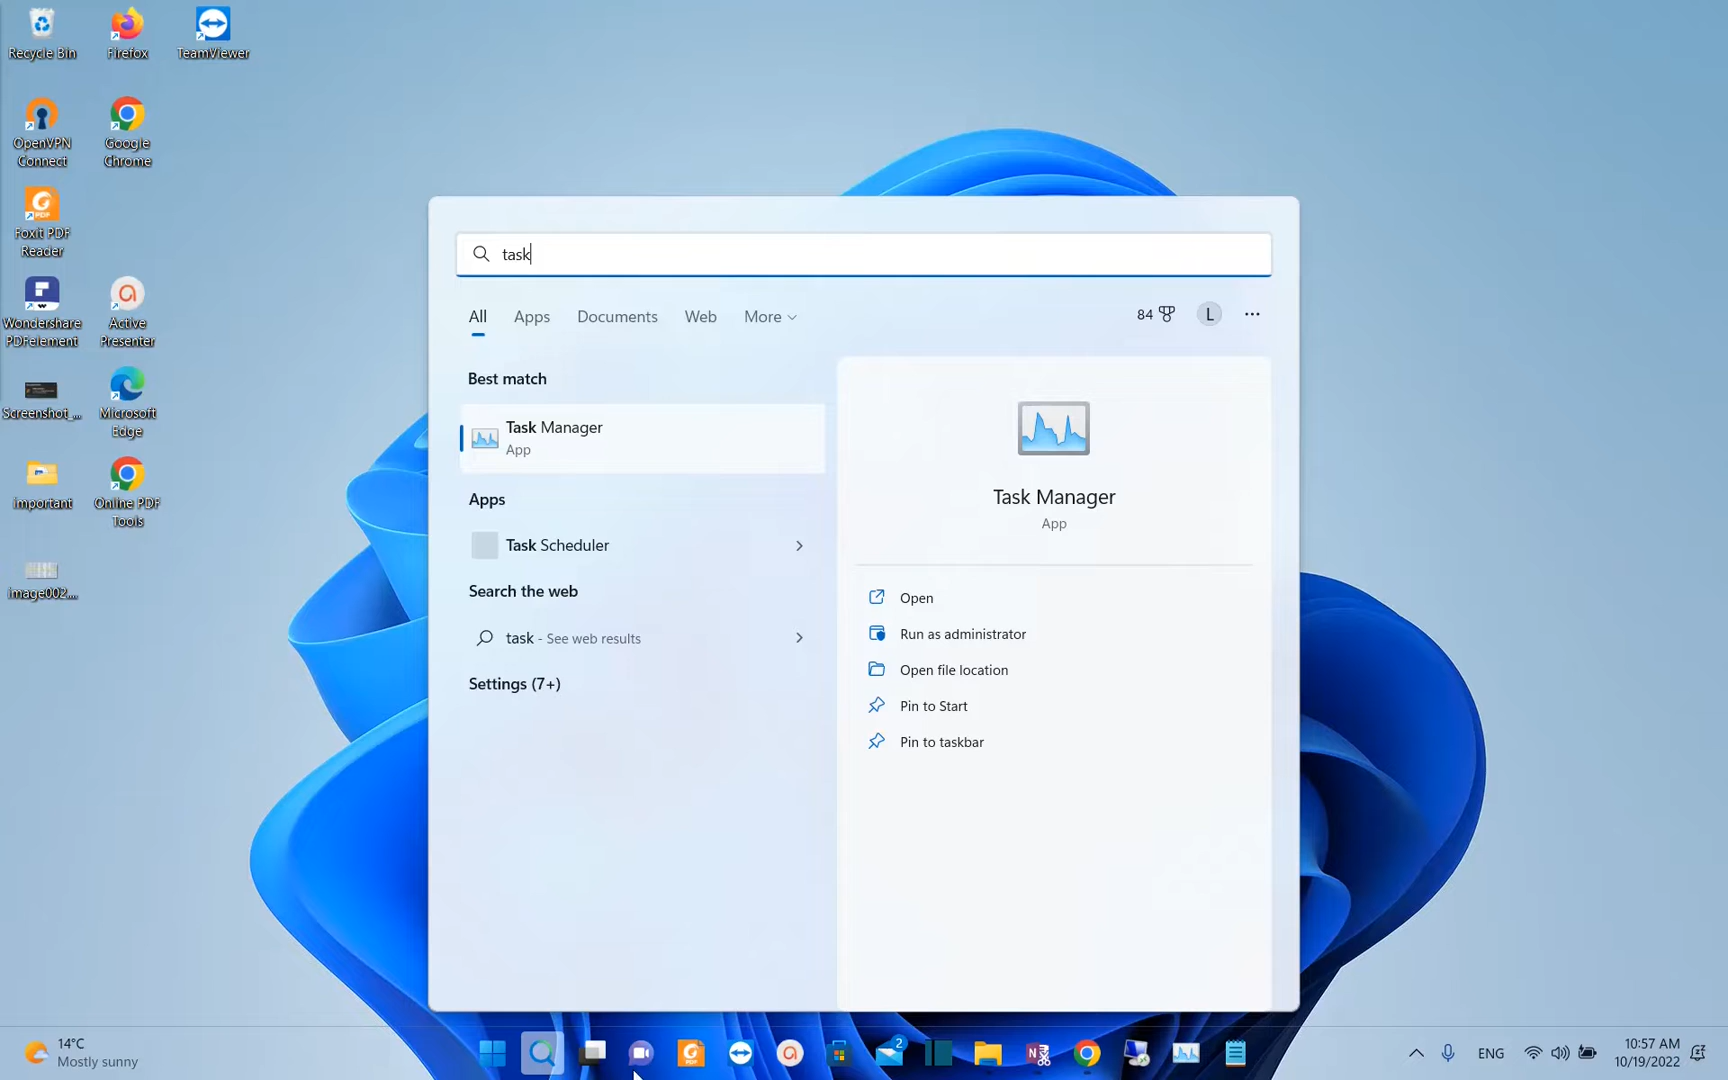 Recycle Bin
Firefox
TeamViewer
OpenVPN
Connect
Google
Chrome
Foxit PDF
Reader
Wondershare
PDFelement
Active
Presenter
Screenshot_...
Microsoft
Edge
important
Online PDF
Tools
image002....
task
All
Apps
Documents
Web
More
84
L
Best match
Task Manager
App
Apps
Task Scheduler
Search the web
task - See web results
Settings (7+)
Task Manager
App
Open
Run as administrator
Open file location
Pin to Start
Pin to taskbar
14°C
Mostly sunny
2
ENG
10:57 AM
10/19/2022